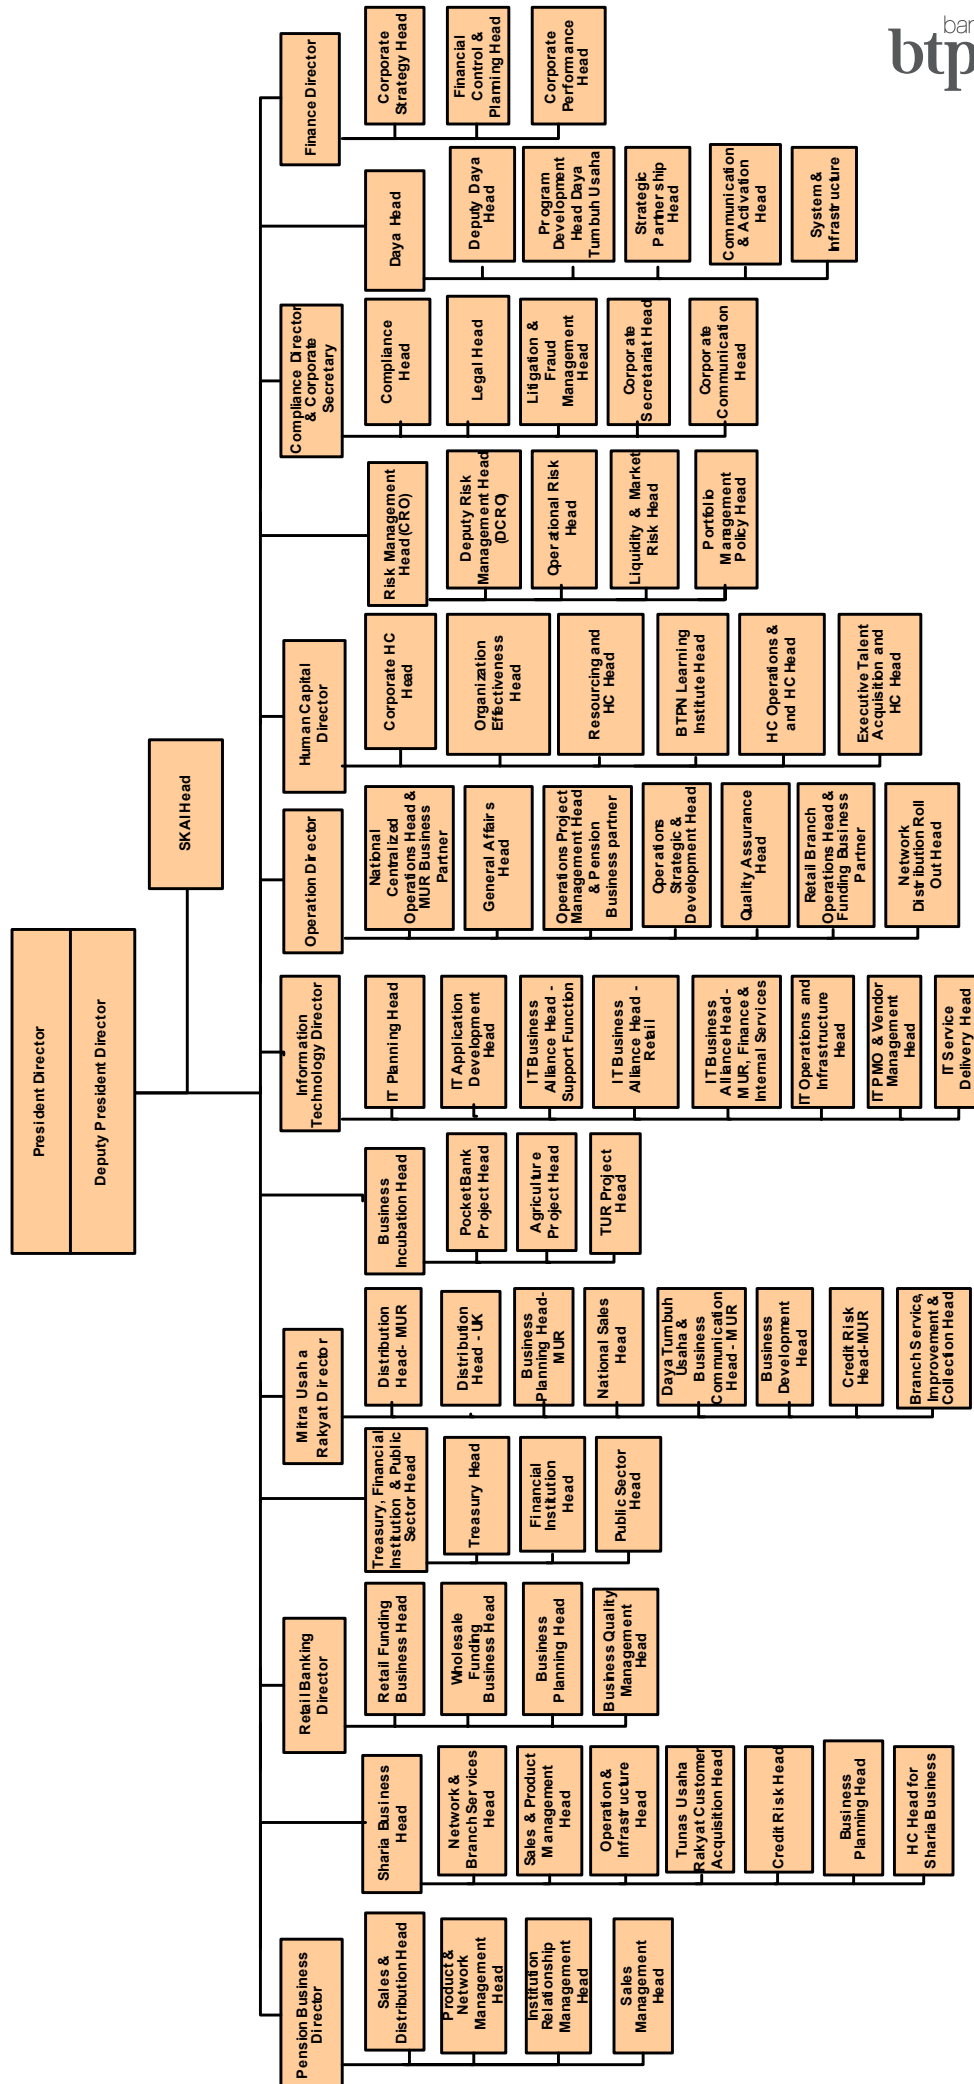 President Director
Deputy President Director
SKAI Head
Pension Business
Director
Sales &
Distribution Head
Product &
Network
Management
Head
Institution
Relationship
Management
Head
Sales
Management
Head
Sharia Business
Head
Network &
Branch Services
Head
Sales & Product
Management
Head
Operation &
Infrastructure
Head
Tunas Usaha
Rakyat Customer
Acquisition Head
Credit Risk Head
Business
Planning Head
HC Head for
Sharia Business
Retail Banking
Director
Retail Funding
Business Head
Wholesale
Funding
Business Head
Business
Planning Head
Business Quality
Management
Head
Treasury, Financial
Institution & Public
Sector Head
Treasury Head
Financial
Institution
Head
Public Sector
Head
Mitra Usaha
Rakyat Director
Distribution
Head- MUR
Distribution
Head - UK
Business
Planning Head-
MUR
National Sales
Head
Daya Tumbuh
Usaha &
Business
Communication
Head - MUR
Business
Development
Head
Credit Risk
Head-MUR
Branch Service,
Improvement &
Collection Head
Business
Incubation Head
PocketBank
Project Head
Agriculture
Project Head
TUR Project
Head
Information
Technology Director
IT Planning Head
IT Application
Development
Head
IT Business
Alliance Head -
Support Function
IT Business
Alliance Head -
Retail
IT Business
Alliance Head-
MUR, Finance &
Internal Services
IT Operations and
Infrastructure
Head
IT PMO & Vendor
Management
Head
IT Service
Delivery Head
Operation Director
National
Centralized
Operations Head &
MUR Business
Partner
General Affairs
Head
Operations Project
Management Head
& Pension
Business partner
Operations
Strategic &
Development Head
Quality Assurance
Head
Retail Branch
Operations Head &
Funding Business
Partner
Network
Distribution Roll
Out Head
Human Capital
Director
Corporate HC
Head
Organization
Effectiveness
Head
Resourcing and
HC Head
BTPN Learning
Institute Head
HC Operations &
and HC Head
Executive Talent
Acquisition and
HC Head
Risk Management
Head (CRO)
Deputy Risk
Management Head
(DCRO)
Operational Risk
Head
Liquidity & Market
Risk Head
Portfolio
Management
Policy Head
Compliance Director
& Corporate
Secretary
Compliance
Head
Legal Head
Litigation &
Fraud
Management
Head
Corporate
Secretariat Head
Corporate
Communication
Head
Daya Head
Deputy Daya
Head
Program
Development
Head Daya
Tumbuh Usaha
Strategic
Partnership
Head
Communication
& Activation
Head
System &
Infrastructure
Finance Director
Corporate
Strategy Head
Financial
Control &
Planning Head
Corporate
Performance
Head
ban
btp